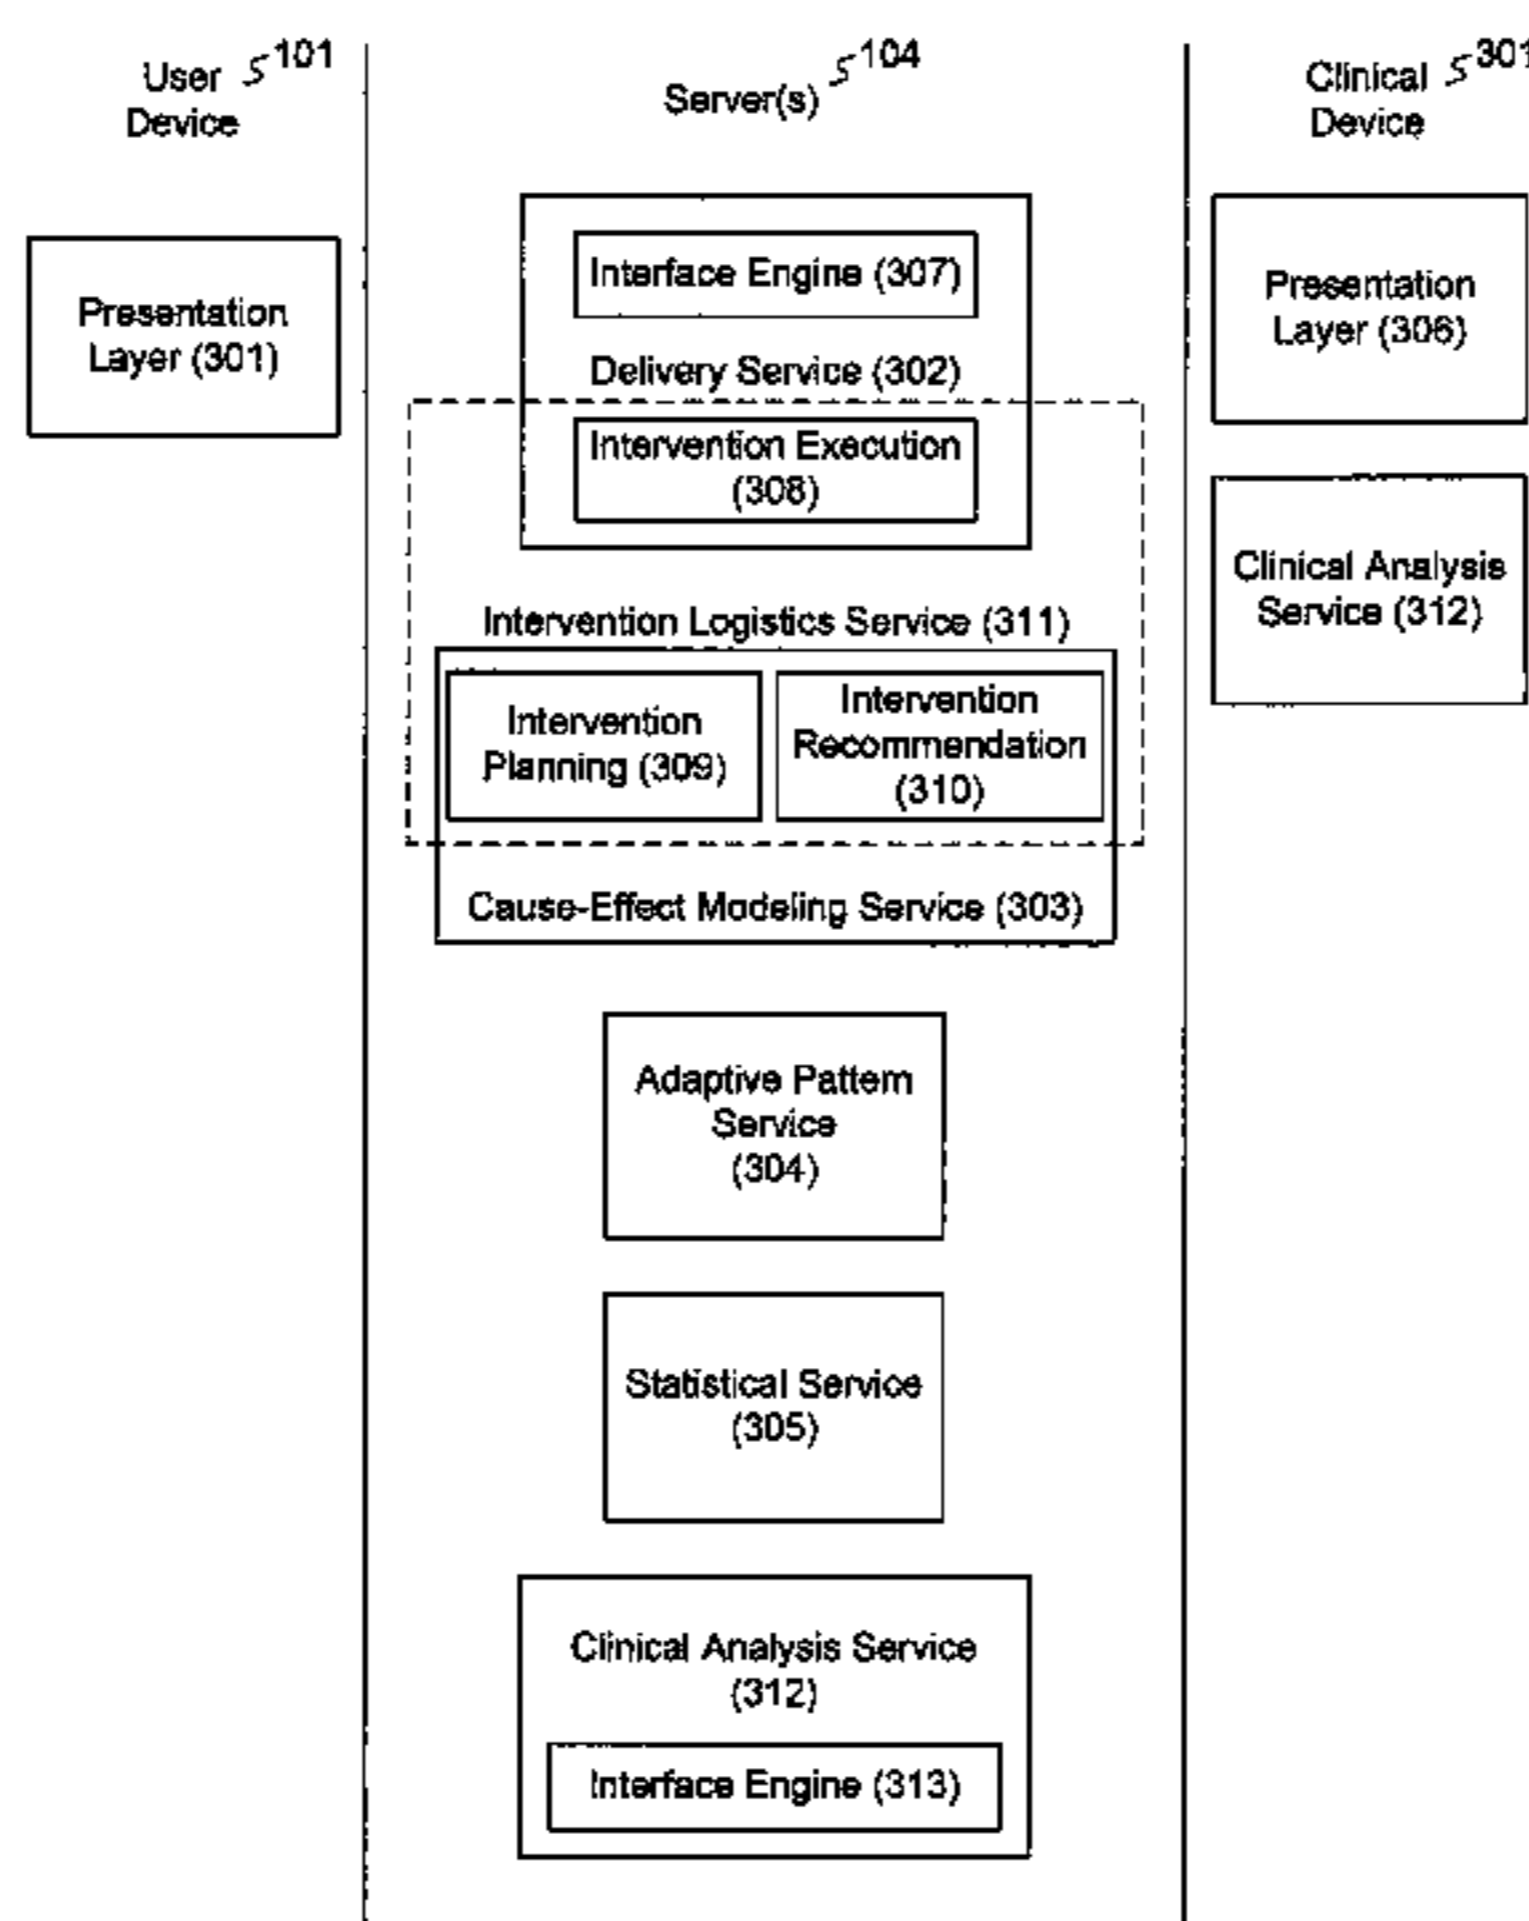 User
Device
101
Server(s)
104
Clinical
Device
301
Presentation
Layer (301)
Interface Engine (307)
Delivery Service (302)
Intervention Execution
(308)
Intervention Logistics Service (311)
Intervention
Planning (309)
Intervention
Recommendation
(310)
Cause-Effect Modeling Service (303)
Adaptive Pattern
Service
(304)
Statistical Service
(305)
Clinical Analysis Service
(312)
Interface Engine (313)
Presentation
Layer (306)
Clinical Analysis
Service (312)